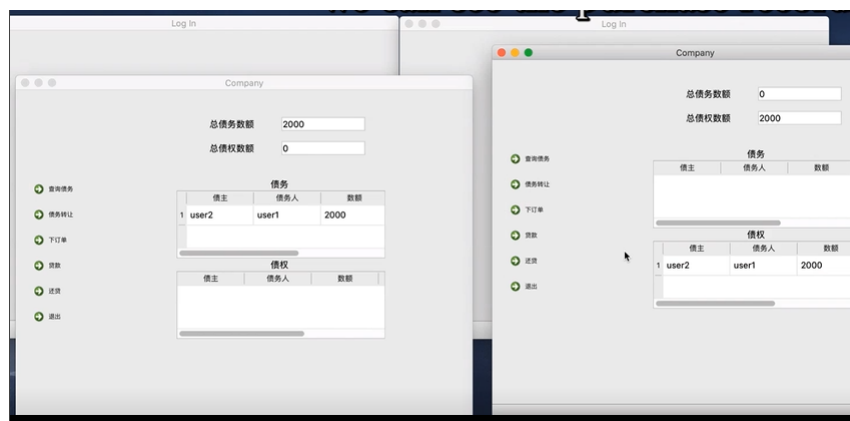 Log In
Log In
Company
总债务数额 2000
总债权数额 0
查询债务
债务转让
下订单
贷款
还贷
退出
债务
债主 债务人 数额
1 user2 user1 2000
债权
债主 债务人 数额
Company
总债务数额 0
总债权数额 2000
查询债务
债务转让
下订单
贷款
还贷
退出
债务
债主 债务人 数额
债权
债主 债务人 数额
1 user2 user1 2000